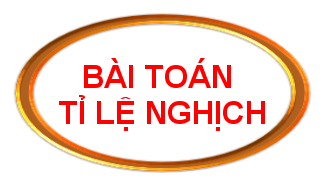 BÀI TOÁN
TỈ LỆ NGHỊCH